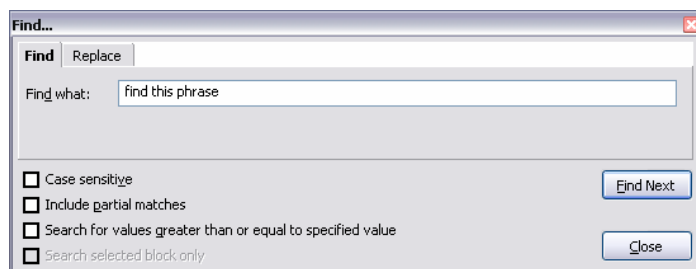 Find...
Find Replace
Find what: find this phrase
Case sensitive
Include partial matches
Find Next
Search for values greater than or equal to specified value
Search selected block only
Close